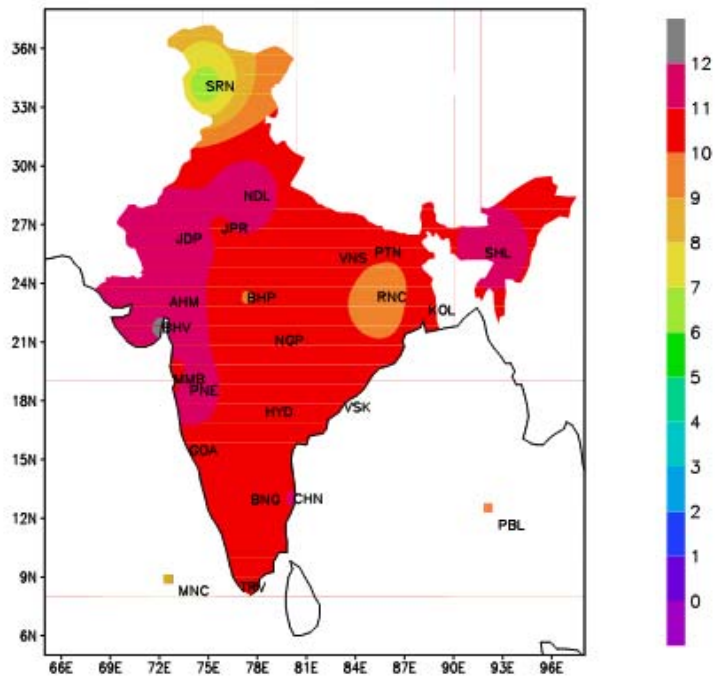 36N
33N
30N
27N
24N
21N
18N
15N
12N
9N
6N
66E 69E 72E 75E 78E 81E 84E 87E 90E 93E 96E
SRN
NDL
JPR
JDP
VNS
PTN
SHL
AHM
BHP
RNC
KOL
BHV
NGP
MMB
PNE
HYD
VSK
GOA
BNG
CHN
PBL
MNC
TRV
12
11
10
9
8
7
6
5
4
3
2
1
0